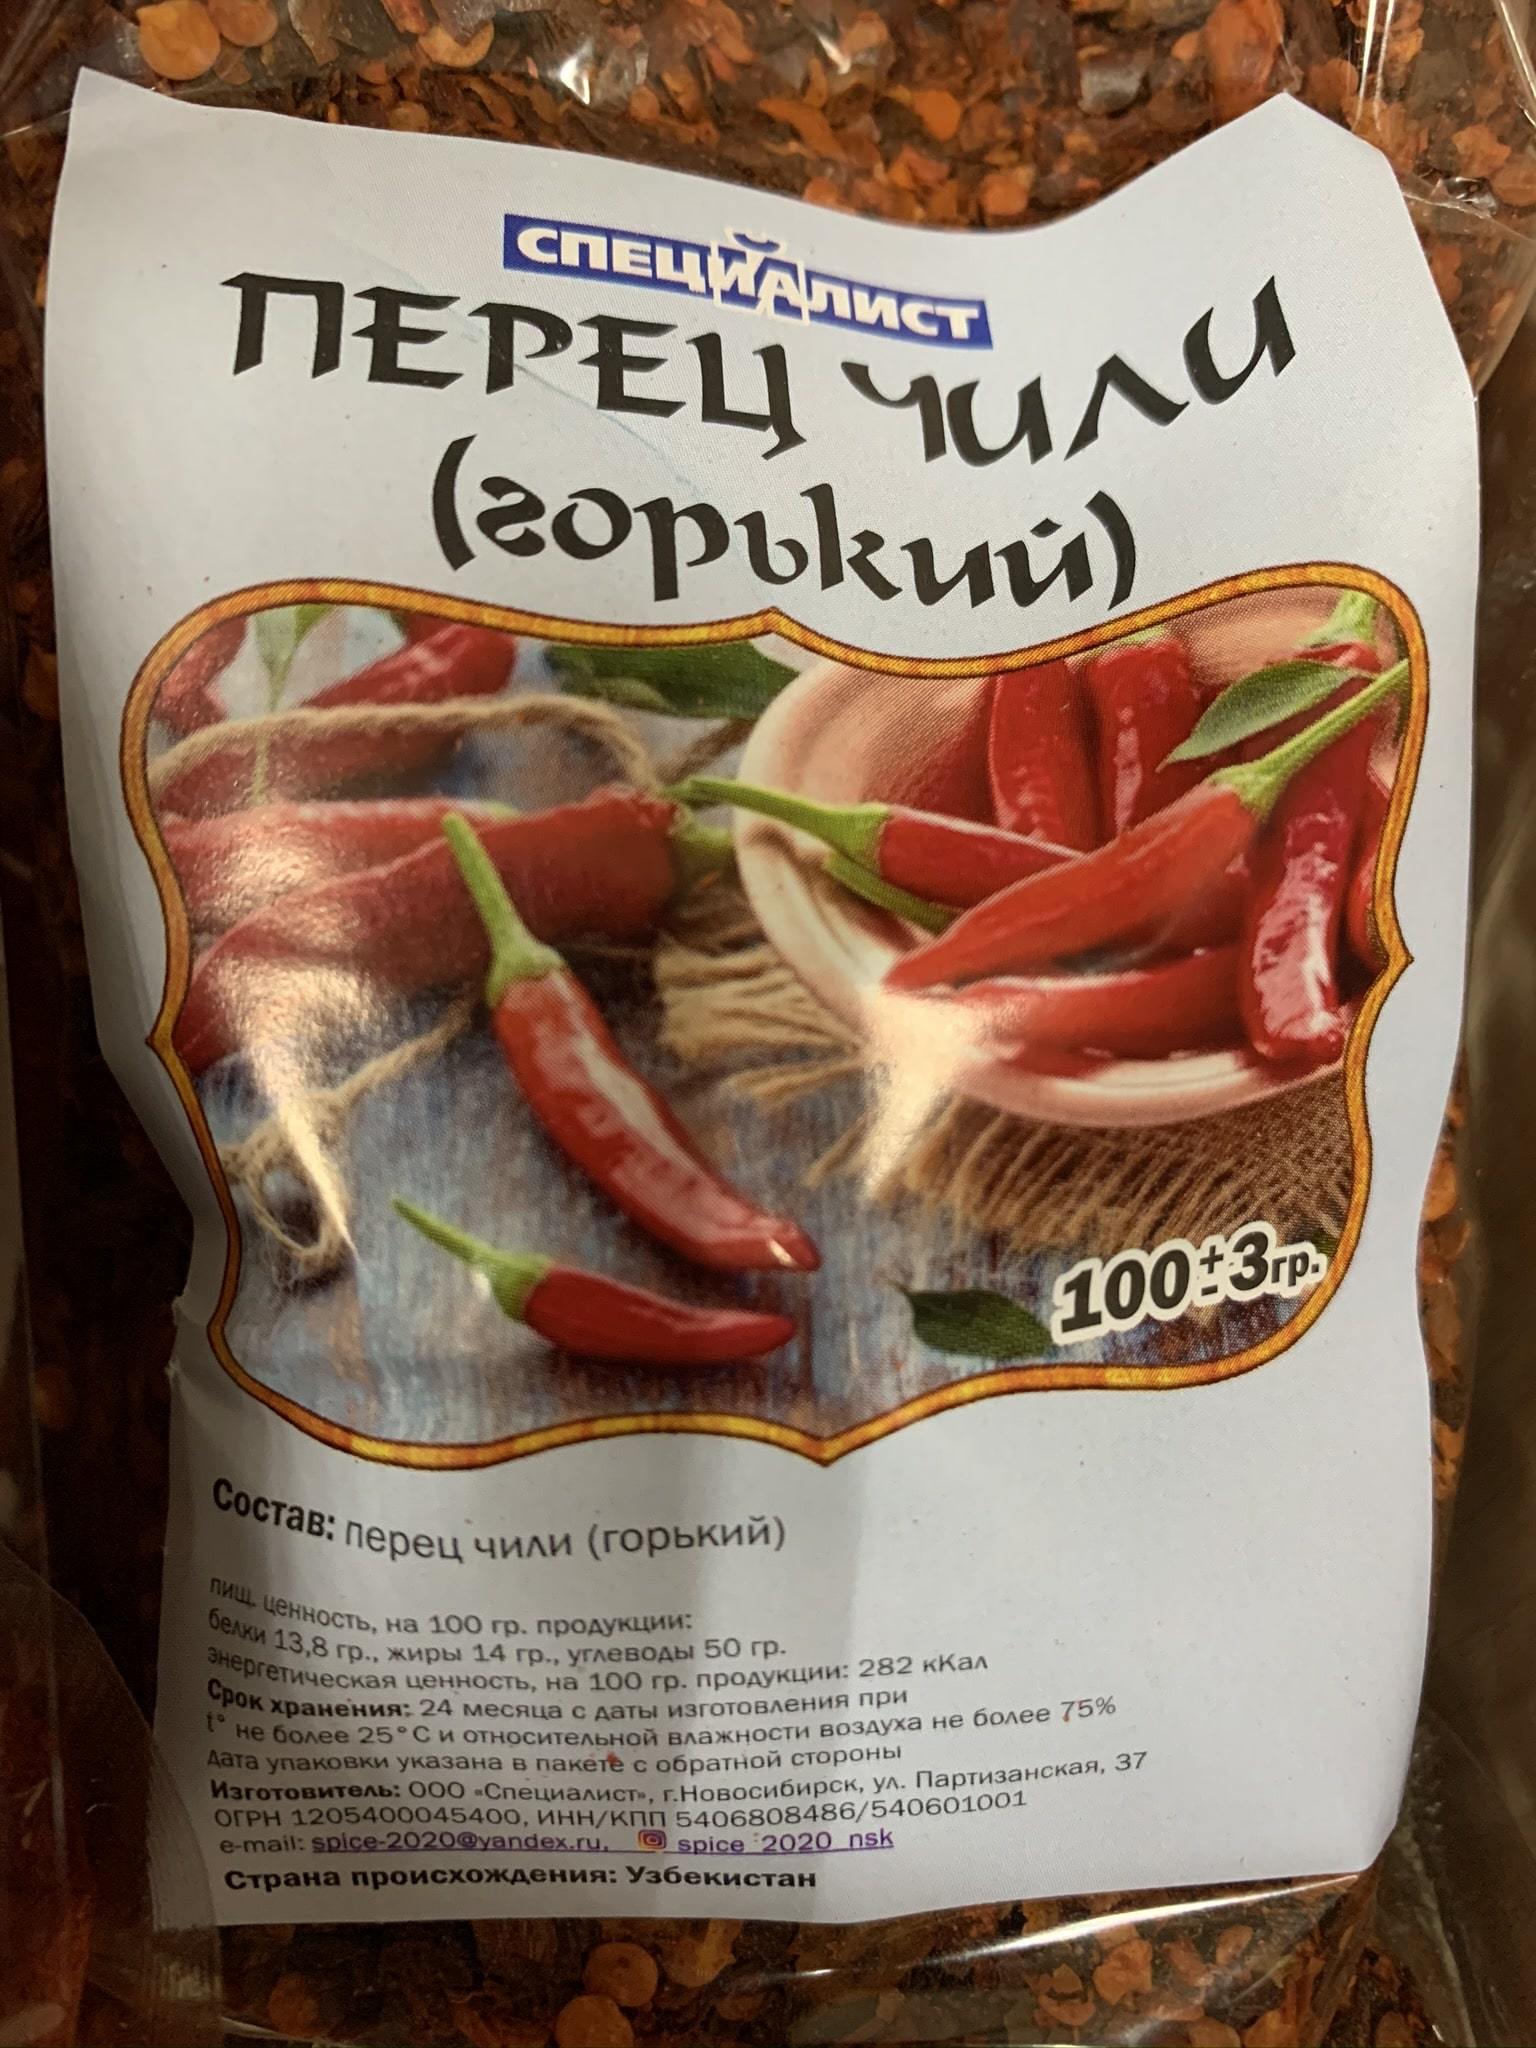 СПЕЦИАЛИСТ
ПЕРЕЦ ЧИЛИ
(горький)
100±3гр.
Состав: перец чили (горький)
пищ. ценность, на 100 гр. продукции:
белки 13,8 гр., жиры 14 гр., углеводы 50 гр.
энергетическая ценность, на 100 гр. продукции: 282 кКал
Срок хранения: 24 месяца с даты изготовления при
t° не более 25°С и относительной влажности воздуха не более 75%
дата упаковки указана в пакете с обратной стороны
Изготовитель: ООО «Специалист», г.Новосибирск, ул. Партизанская, 37
ОГРН 1205400045400, ИНН/КПП 5406808486/540601001
e-mail: spice-2020@yandex.ru, spice_2020_nsk
Страна происхождения: Узбекистан